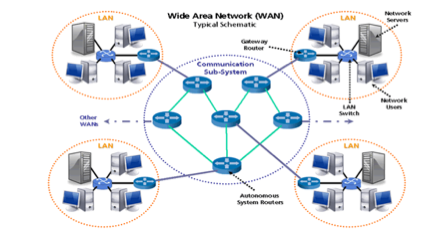 Wide Area Network (WAN)
Typical Schematic
LAN
LAN
Network
Servers
Gateway
Router
Communication
Sub-System
LAN
Switch
Network
Users
Other
WANs
LAN
LAN
Autonomous
System Routers